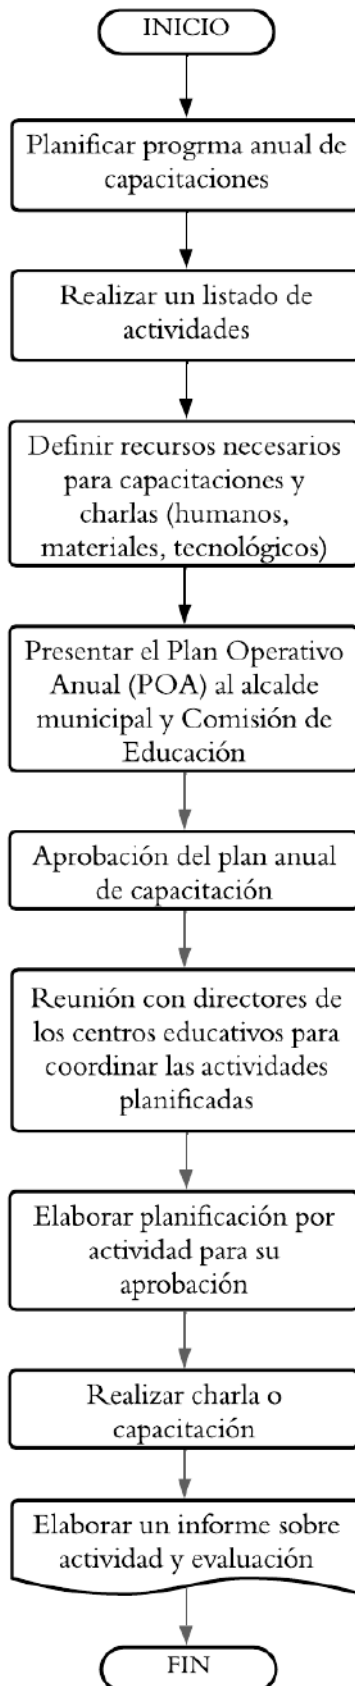 INICIO
Planificar progrma anual de
capacitaciones
Realizar un listado de
actividades
Definir recursos necesarios
para capacitaciones y
charlas (humanos,
materiales, tecnológicos)
Presentar el Plan Operativo
Anual (POA) al alcalde
municipal y Comisión de
Educación
Aprobación del plan anual
de capacitación
Reunión con directores de
los centros educativos para
coordinar las actividades
planificadas
Elaborar planificación por
actividad para su
aprobación
Realizar charla o
capacitación
Elaborar un informe sobre
actividad y evaluación
FIN